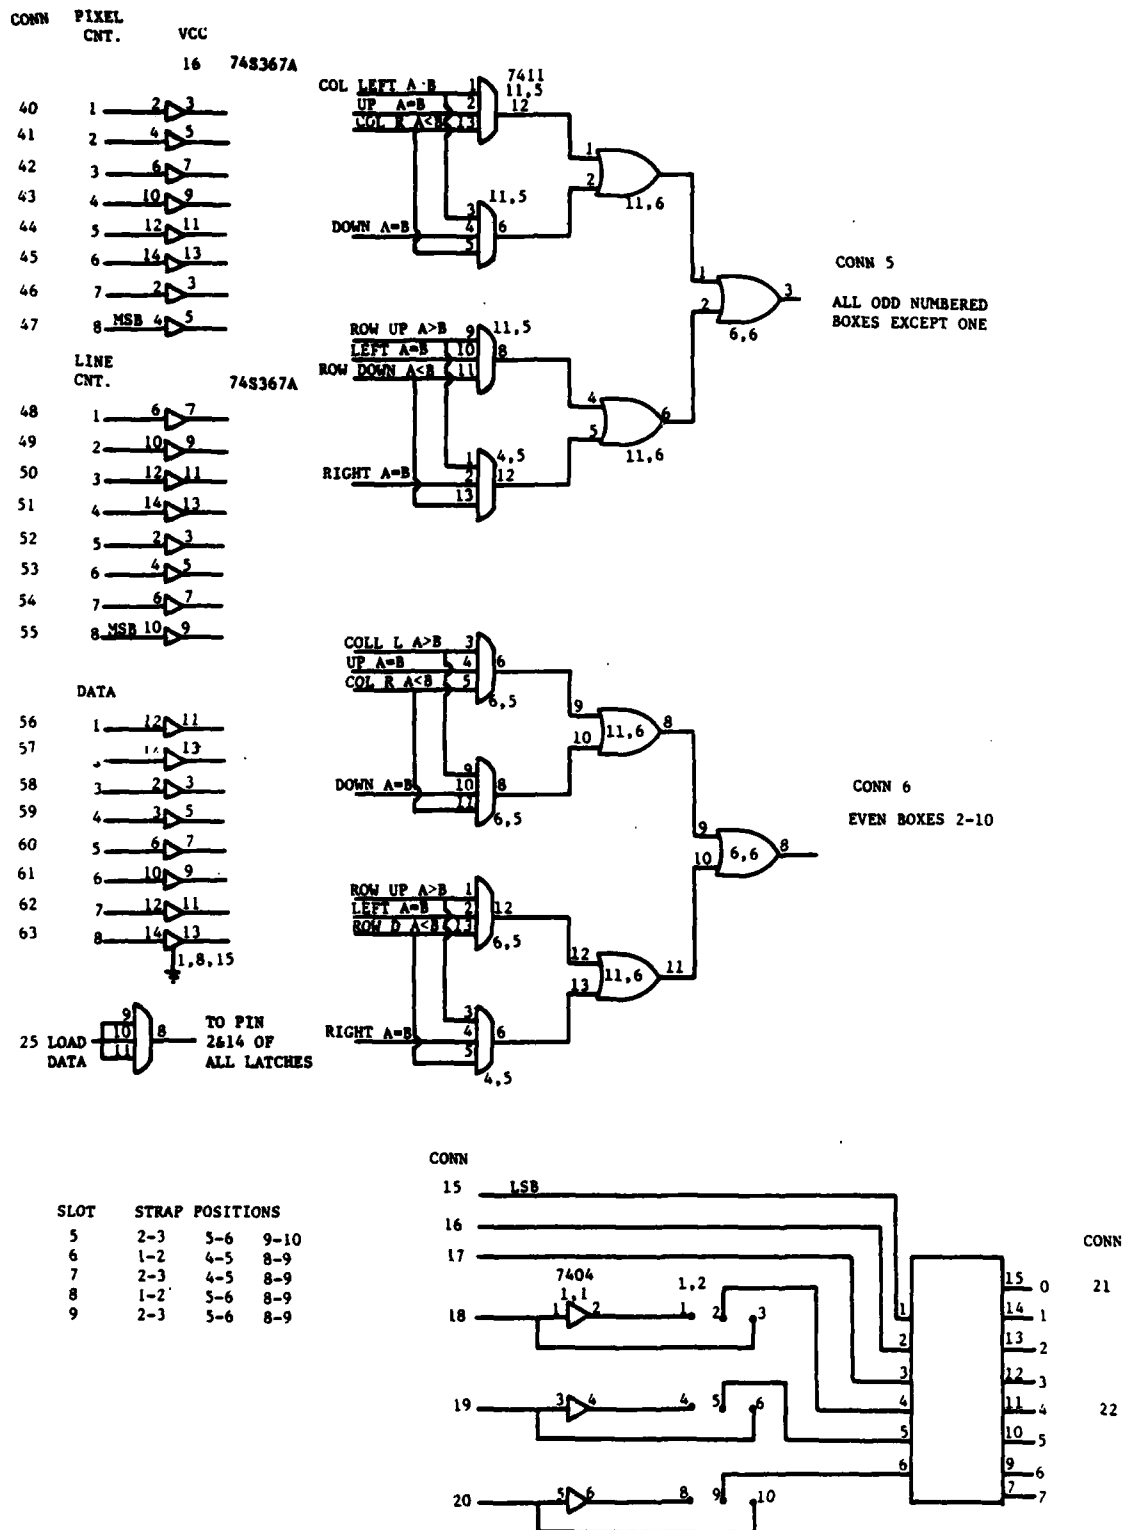 CONN PIXEL CNT. VCC
16 74S367A
40 1 2 3
41 2 4 5
42 3 6 7
43 4 10 9
44 5 12 11
45 6 14 13
46 7 2 3
47 8 MSB 4 5
LINE CNT. 74S367A
48 1 6 7
49 2 10 9
50 3 12 11
51 4 14 13
52 5 2 3
53 6 4 5
54 7 6 7
55 8 MSB 10 9
DATA
56 1 12 11
57 13
58 3 2 3
59 4 3 5
60 5 6 7
61 6 10 9
62 7 12 11
63 8 14 13
1,8,15
25 LOAD DATA
9
10
11
8
TO PIN
2&14 OF
ALL LATCHES
7411
11,5
COL LEFT A B 1
UP A=B 2 12
COL R A<B 13
11,5
3
DOWN A=B 4 6
5
1
2
11,6
ROW UP A>B 9 11,5
LEFT A=B 10 8
ROW DOWN A<B 11
4,5
1
RIGHT A=B 2 12
13
4
5
6
11,6
1
2
3
6,6
CONN 5
ALL ODD NUMBERED
BOXES EXCEPT ONE
COLL L A>B 3
UP A=B 4 6
COL R A<B 5
6,5
9
DOWN A=B 10 8
11
6,5
9
10
11,6
8
ROW UP A>B 1
LEFT A=B 2 12
ROW D A<B 13
6,5
3
RIGHT A=B 4 6
5
4,5
12
13
11,6
11
9
10
6,6
8
CONN 6
EVEN BOXES 2-10
SLOT STRAP POSITIONS
5 2-3 5-6 9-10
6 1-2 4-5 8-9
7 2-3 4-5 8-9
8 1-2 5-6 8-9
9 2-3 5-6 8-9
CONN
15 LSB
16
17
7404
1,1
1,2
18 1 2 1 2 3
19 3 4 4 5 6
20 5 6 8 9 10
1
2
3
4
5
6
CONN
15 0 21
14 1
13 2
12 3
11 4 22
10 5
9 6
7 7